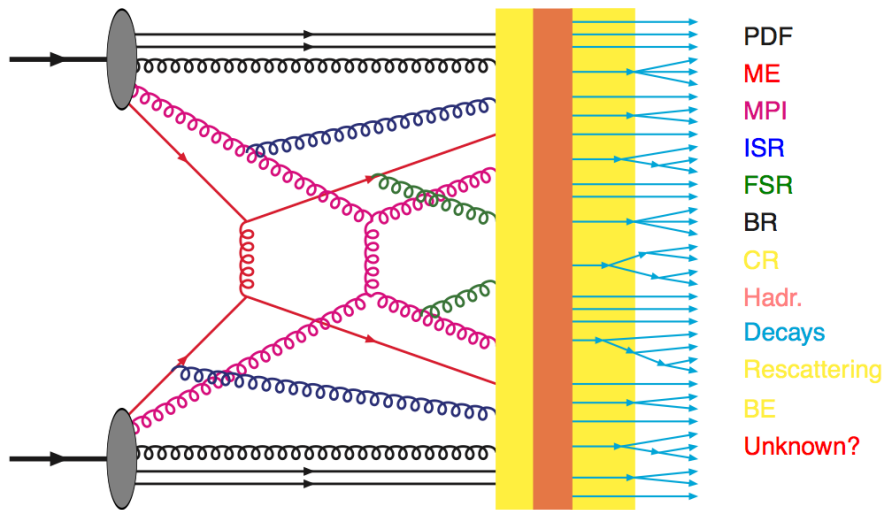 PDF
ME
MPI
ISR
FSR
BR
CR
Hadr.
Decays
Rescattering
BE
Unknown?